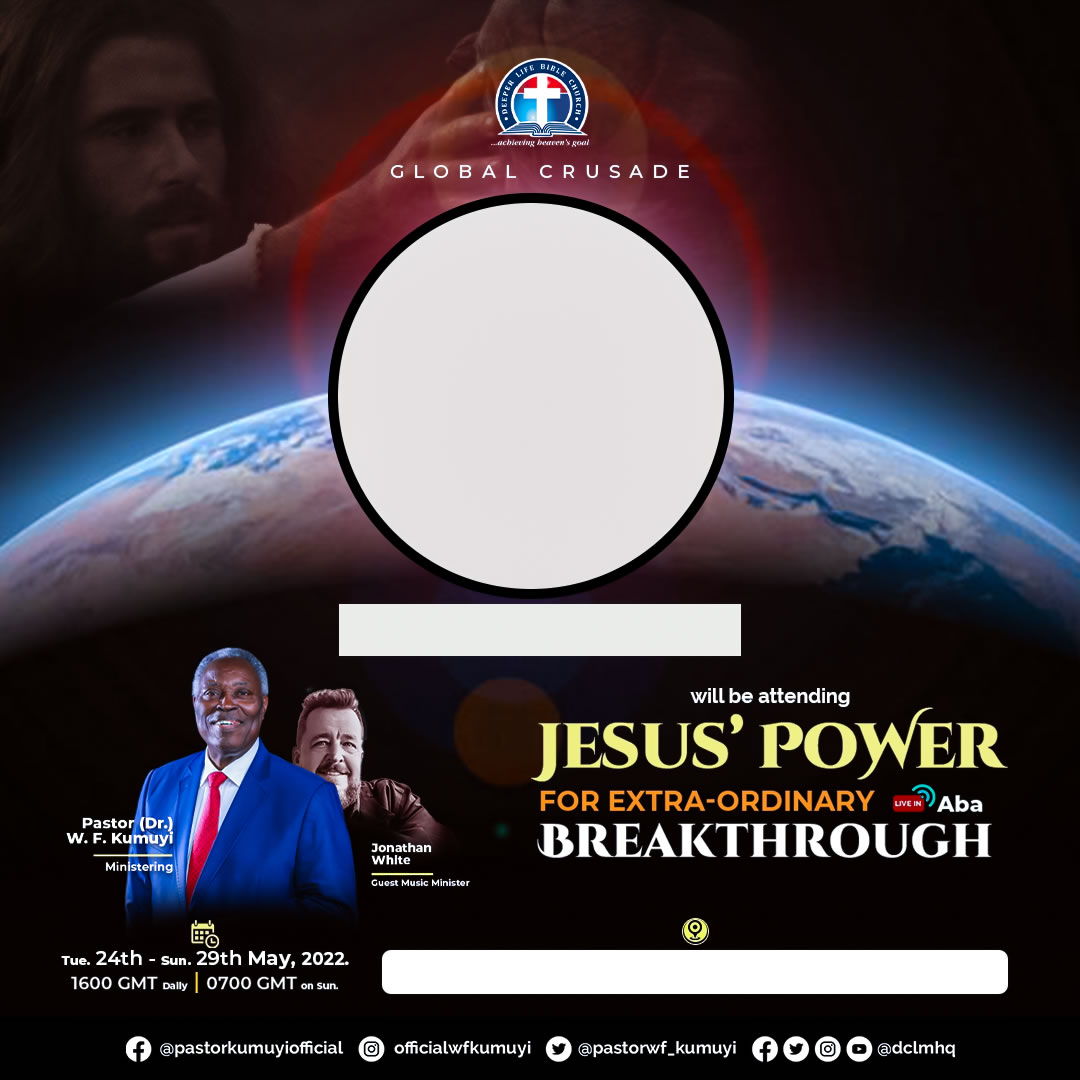 DEEPER LIFE BIBLE CHURCH
...achieving heaven's goal
GLOBAL CRUSADE
will be attending
JESUS' POWER
FOR EXTRA-ORDINARY
LIVE IN Aba
BREAKTHROUGH
Pastor (Dr.)
W. F. Kumuyi
Ministering
Jonathan
White
Guest Music Minister
Tue. 24th - Sun. 29th May, 2022.
1600 GMT Daily | 0700 GMT on Sun.
@pastorkumuyiofficial officialwfkumuyi @pastorwf_kumuyi @dclmhq